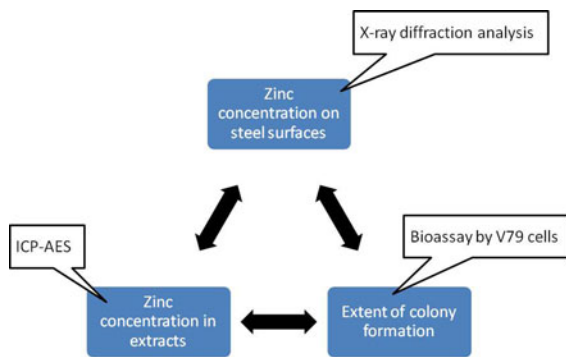 X-ray diffraction analysis
Zinc
concentration on
steel surfaces
ICP-AES
Bioassay by V79 cells
Zinc
concentration in
extracts
Extent of colony
formation